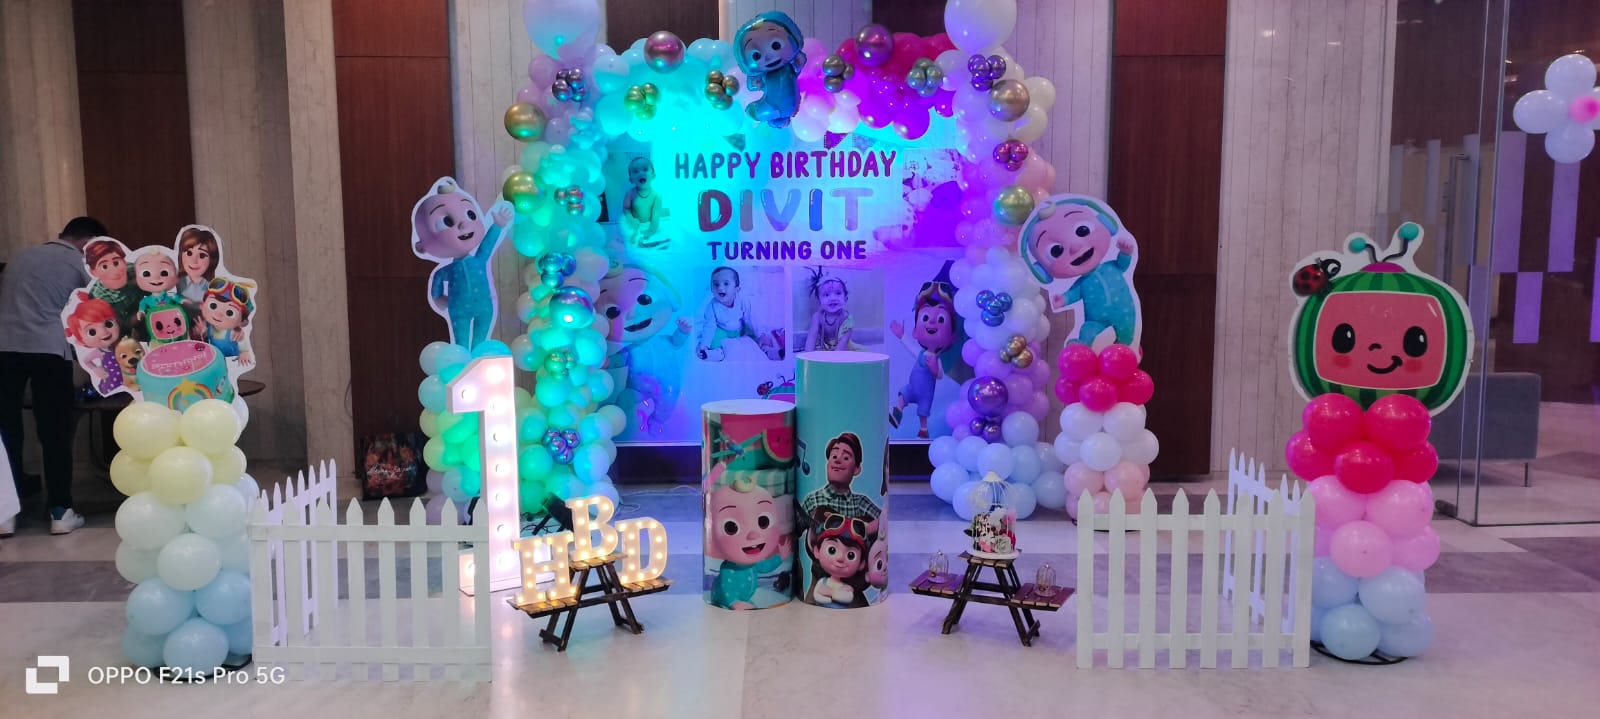 HAPPY BIRTHDAY
DIVIT
TURNING ONE
1
HBD
OPPO F21s Pro 5G